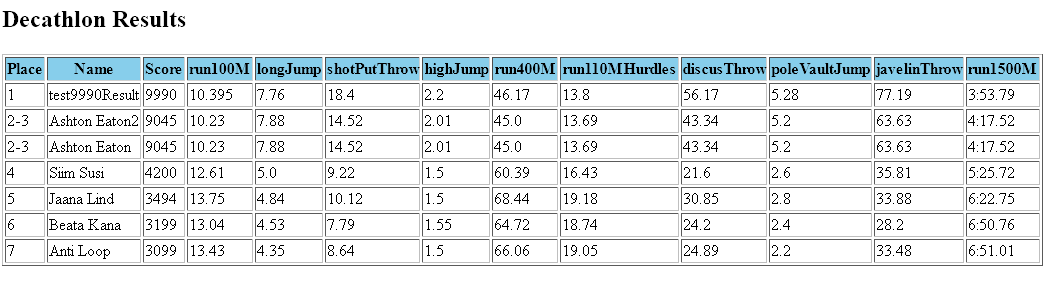 Decathlon Results
Place Name Score run100M longJump shotPutThrow highJump run400M run110MHurdles discusThrow poleVaultJump javelinThrow run1500M
1 test9990Result 9990 10.395 7.76 18.4 2.2 46.17 13.8 56.17 5.28 77.19 3:53.79
2-3 Ashton Eaton2 9045 10.23 7.88 14.52 2.01 45.0 13.69 43.34 5.2 63.63 4:17.52
2-3 Ashton Eaton 9045 10.23 7.88 14.52 2.01 45.0 13.69 43.34 5.2 63.63 4:17.52
4 Siim Susi 4200 12.61 5.0 9.22 1.5 60.39 16.43 21.6 2.6 35.81 5:25.72
5 Jaana Lind 3494 13.75 4.84 10.12 1.5 68.44 19.18 30.85 2.8 33.88 6:22.75
6 Beata Kana 3199 13.04 4.53 7.79 1.55 64.72 18.74 24.2 2.4 28.2 6:50.76
7 Anti Loop 3099 13.43 4.35 8.64 1.5 66.06 19.05 24.89 2.2 33.48 6:51.01